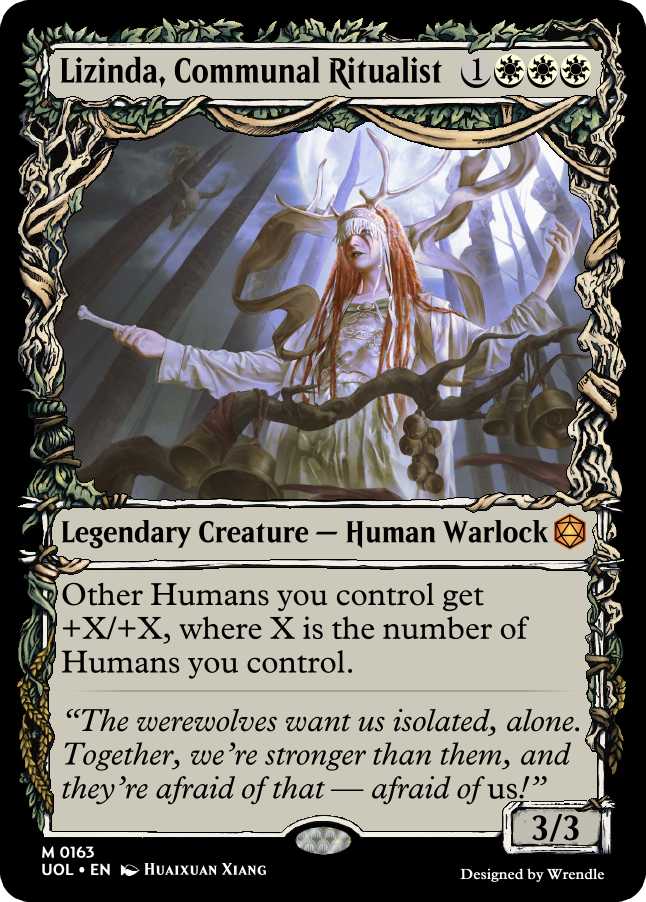 Lizinda, Communal Ritualist 1
Legendary Creature — Human Warlock
Other Humans you control get
+X/+X, where X is the number of
Humans you control.
“The werewolves want us isolated, alone.
Together, we’re stronger than them, and
they’re afraid of that — afraid of us!”
3/3
M 0163
UOL • EN Huaixuan Xiang
Designed by Wrendle